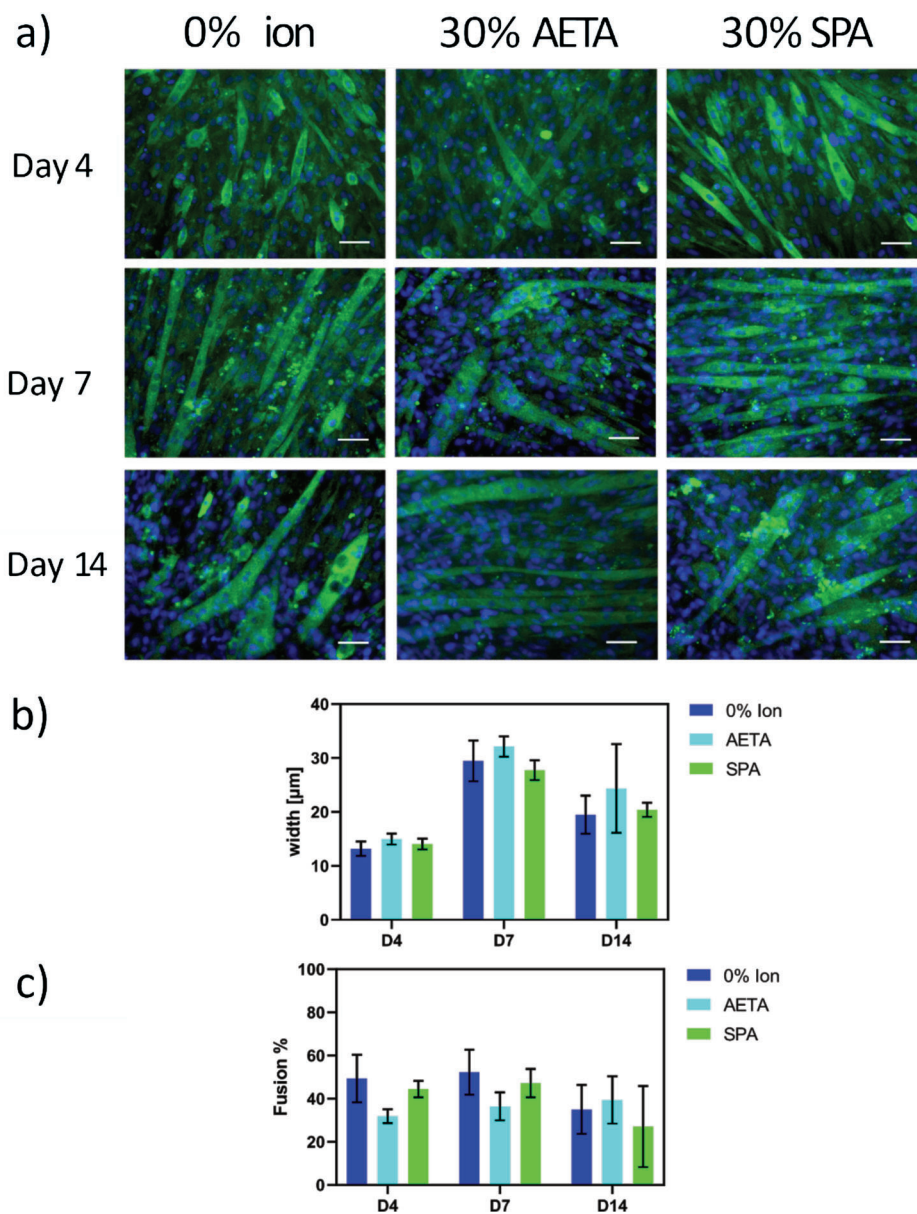 a)
0% ion
30% AETA
30% SPA
Day 4
Day 7
Day 14
b)
40
30
20
10
0
width [µm]
D4
D7
D14
0% Ion
AETA
SPA
c)
100
80
60
40
20
0
Fusion %
D4
D7
D14
0% Ion
AETA
SPA